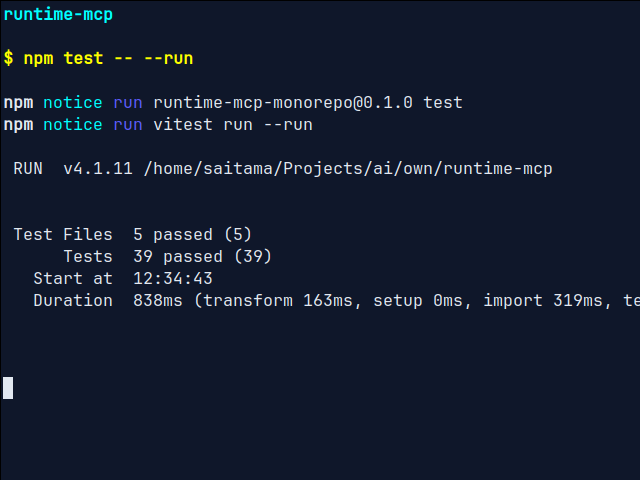 runtime-mcp
$ npm test -- --run
npm notice run runtime-mcp-monorepo@0.1.0 test
npm notice run vitest run --run
RUN  v4.1.11 /home/saitama/Projects/ai/own/runtime-mcp
Test Files  5 passed (5)
Tests  39 passed (39)
Start at  12:34:43
Duration  838ms (transform 163ms, setup 0ms, import 319ms, te